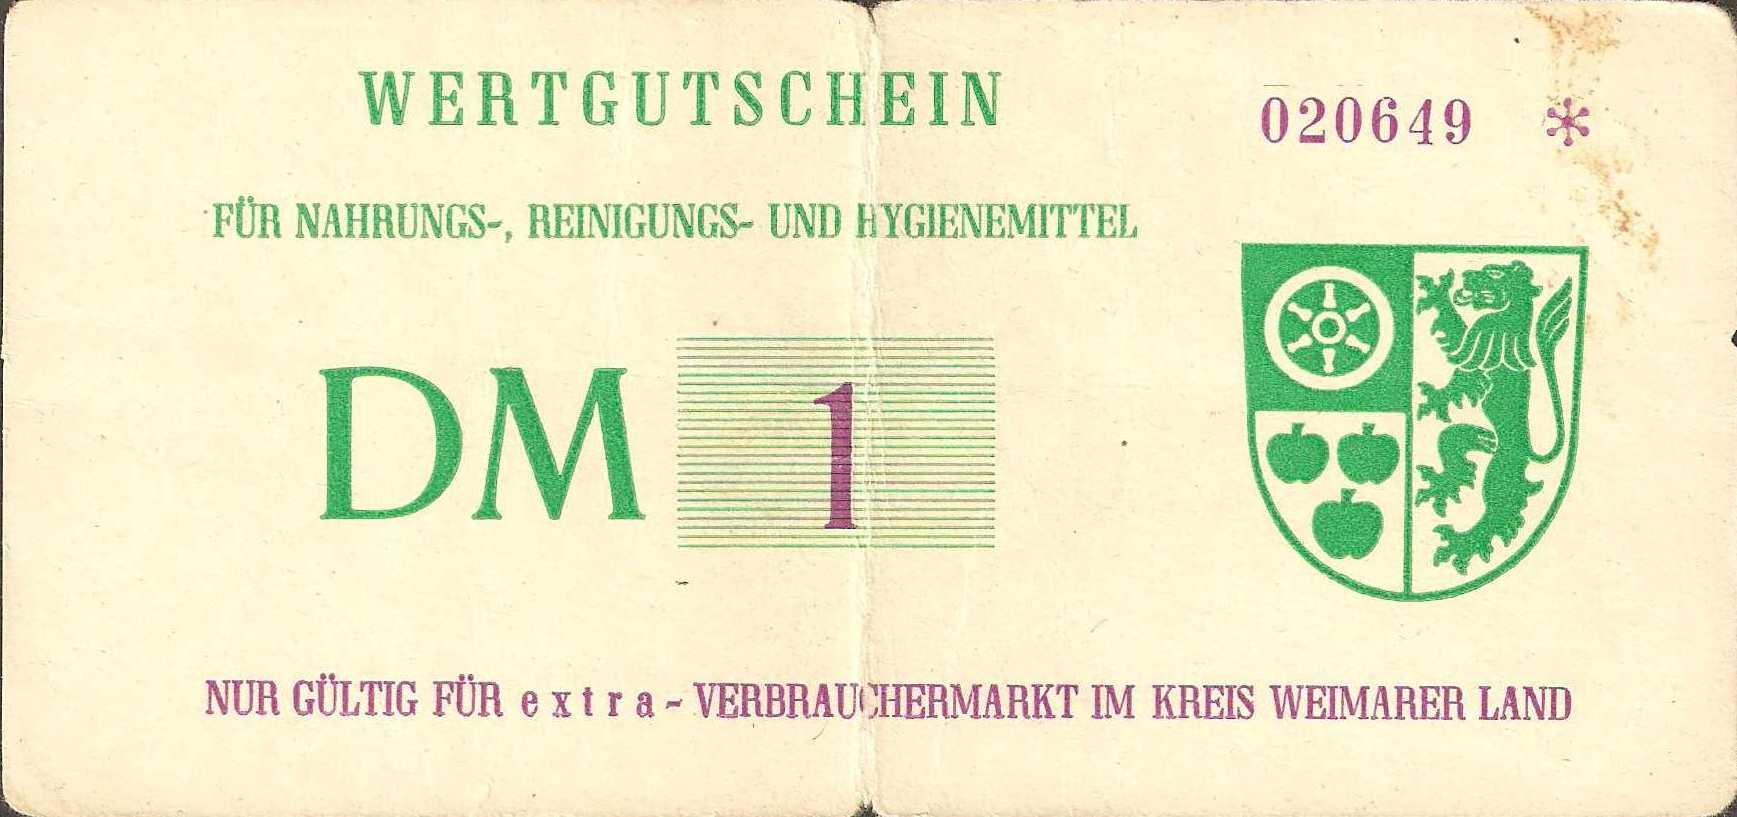 WERTGUTSCHEIN
020649 *
FÜR NAHRUNGS-, REINIGUNGS- UND HYGIENEMITTEL
DM 1
NUR GÜLTIG FÜR extra-VERBRAUCHERMARKT IM KREIS WEIMARER LAND